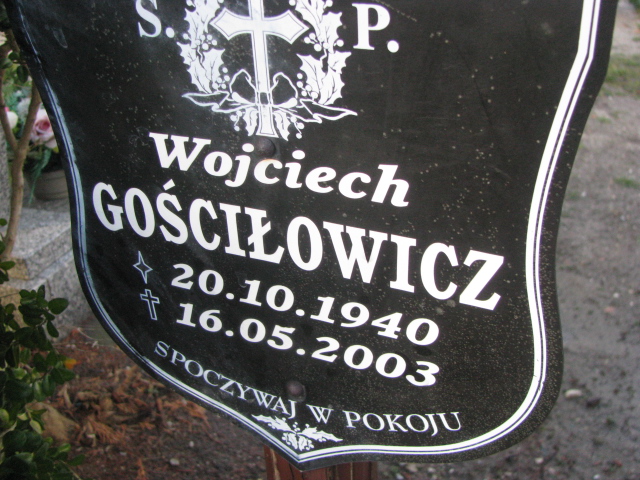 Ś. P.
Wojciech
GOŚCIŁOWICZ
20.10.1940
16.05.2003
SPOCZYWAJ W POKOJU